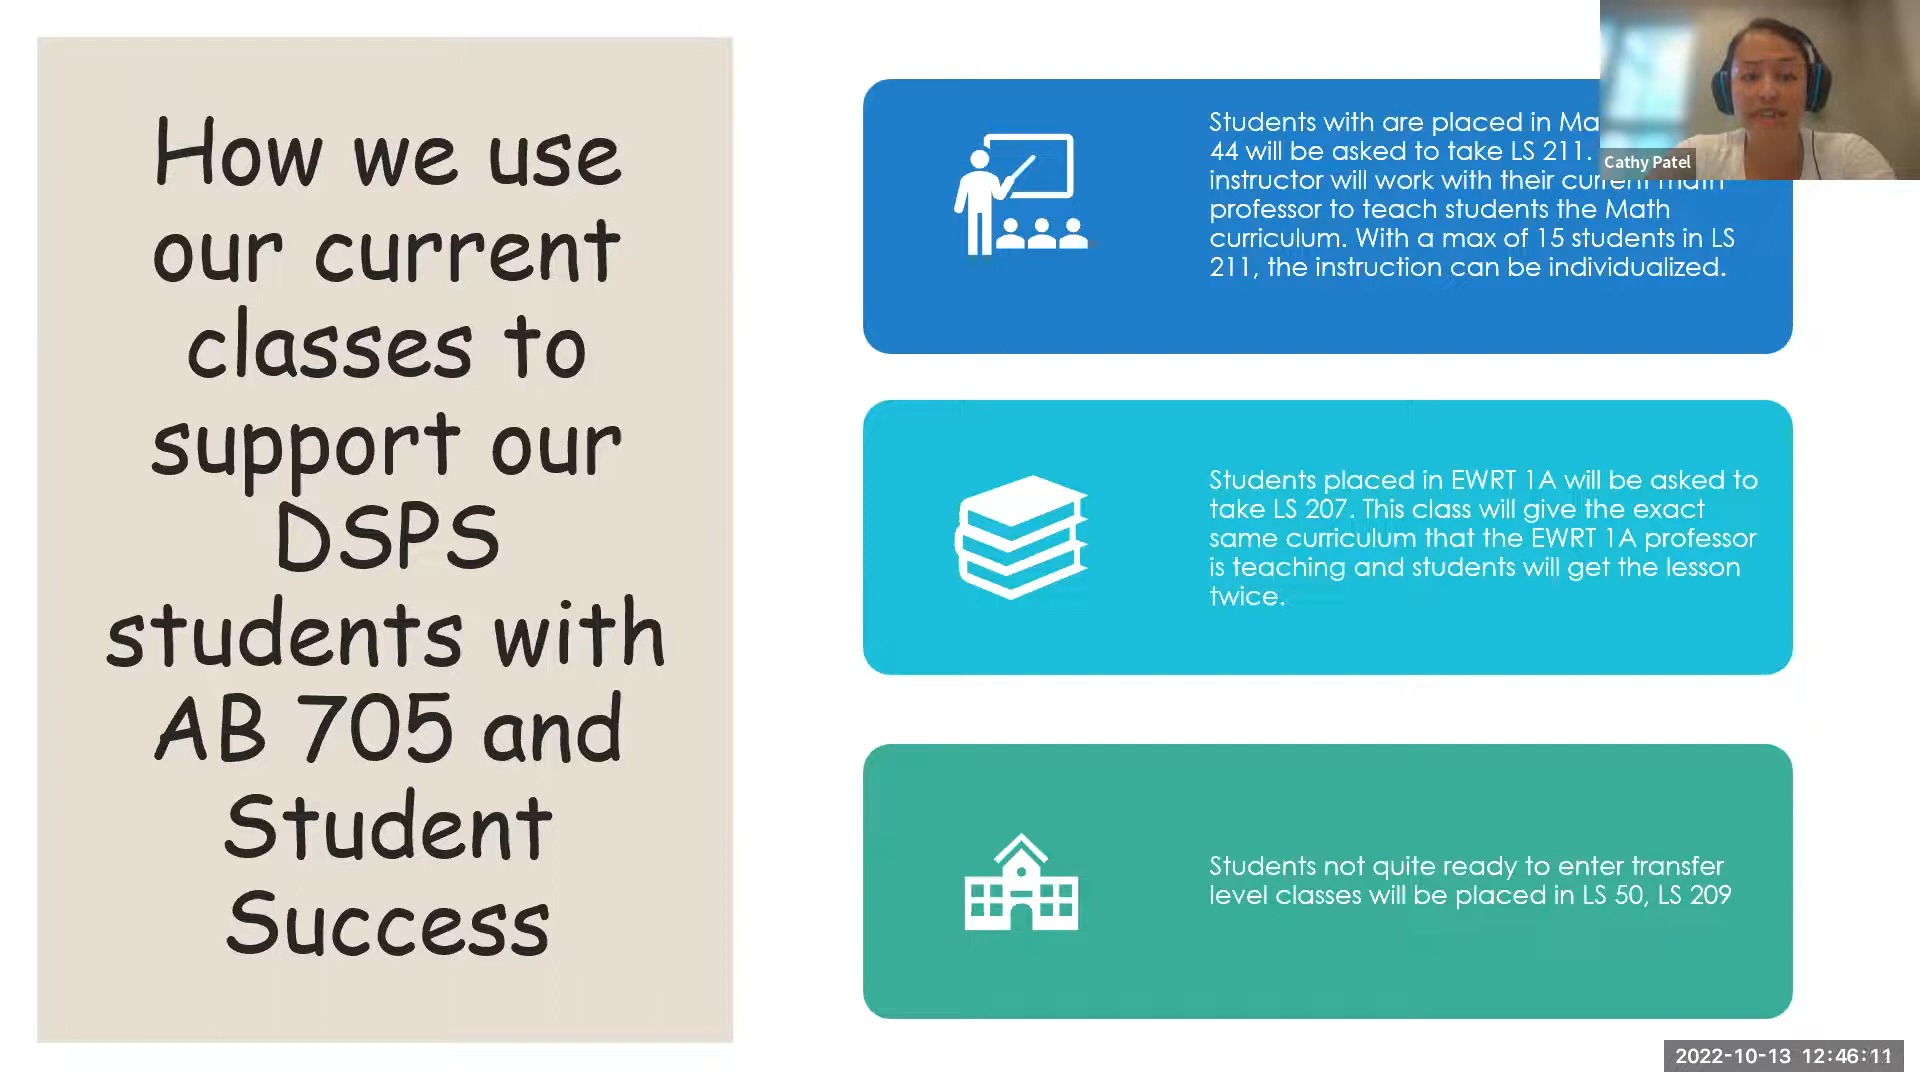 How we use
our current
classes to
support our
DSPS
students with
AB 705 and
Student
Success
Students with are placed in Ma
44 will be asked to take LS 211.
instructor will work with their current math
professor to teach students the Math
curriculum. With a max of 15 students in LS
211, the instruction can be individualized.
Students placed in EWRT 1A will be asked to
take LS 207. This class will give the exact
same curriculum that the EWRT 1A professor
is teaching and students will get the lesson
twice.
Students not quite ready to enter transfer
level classes will be placed in LS 50, LS 209
Cathy Patel
2022-10-13 12:46:11